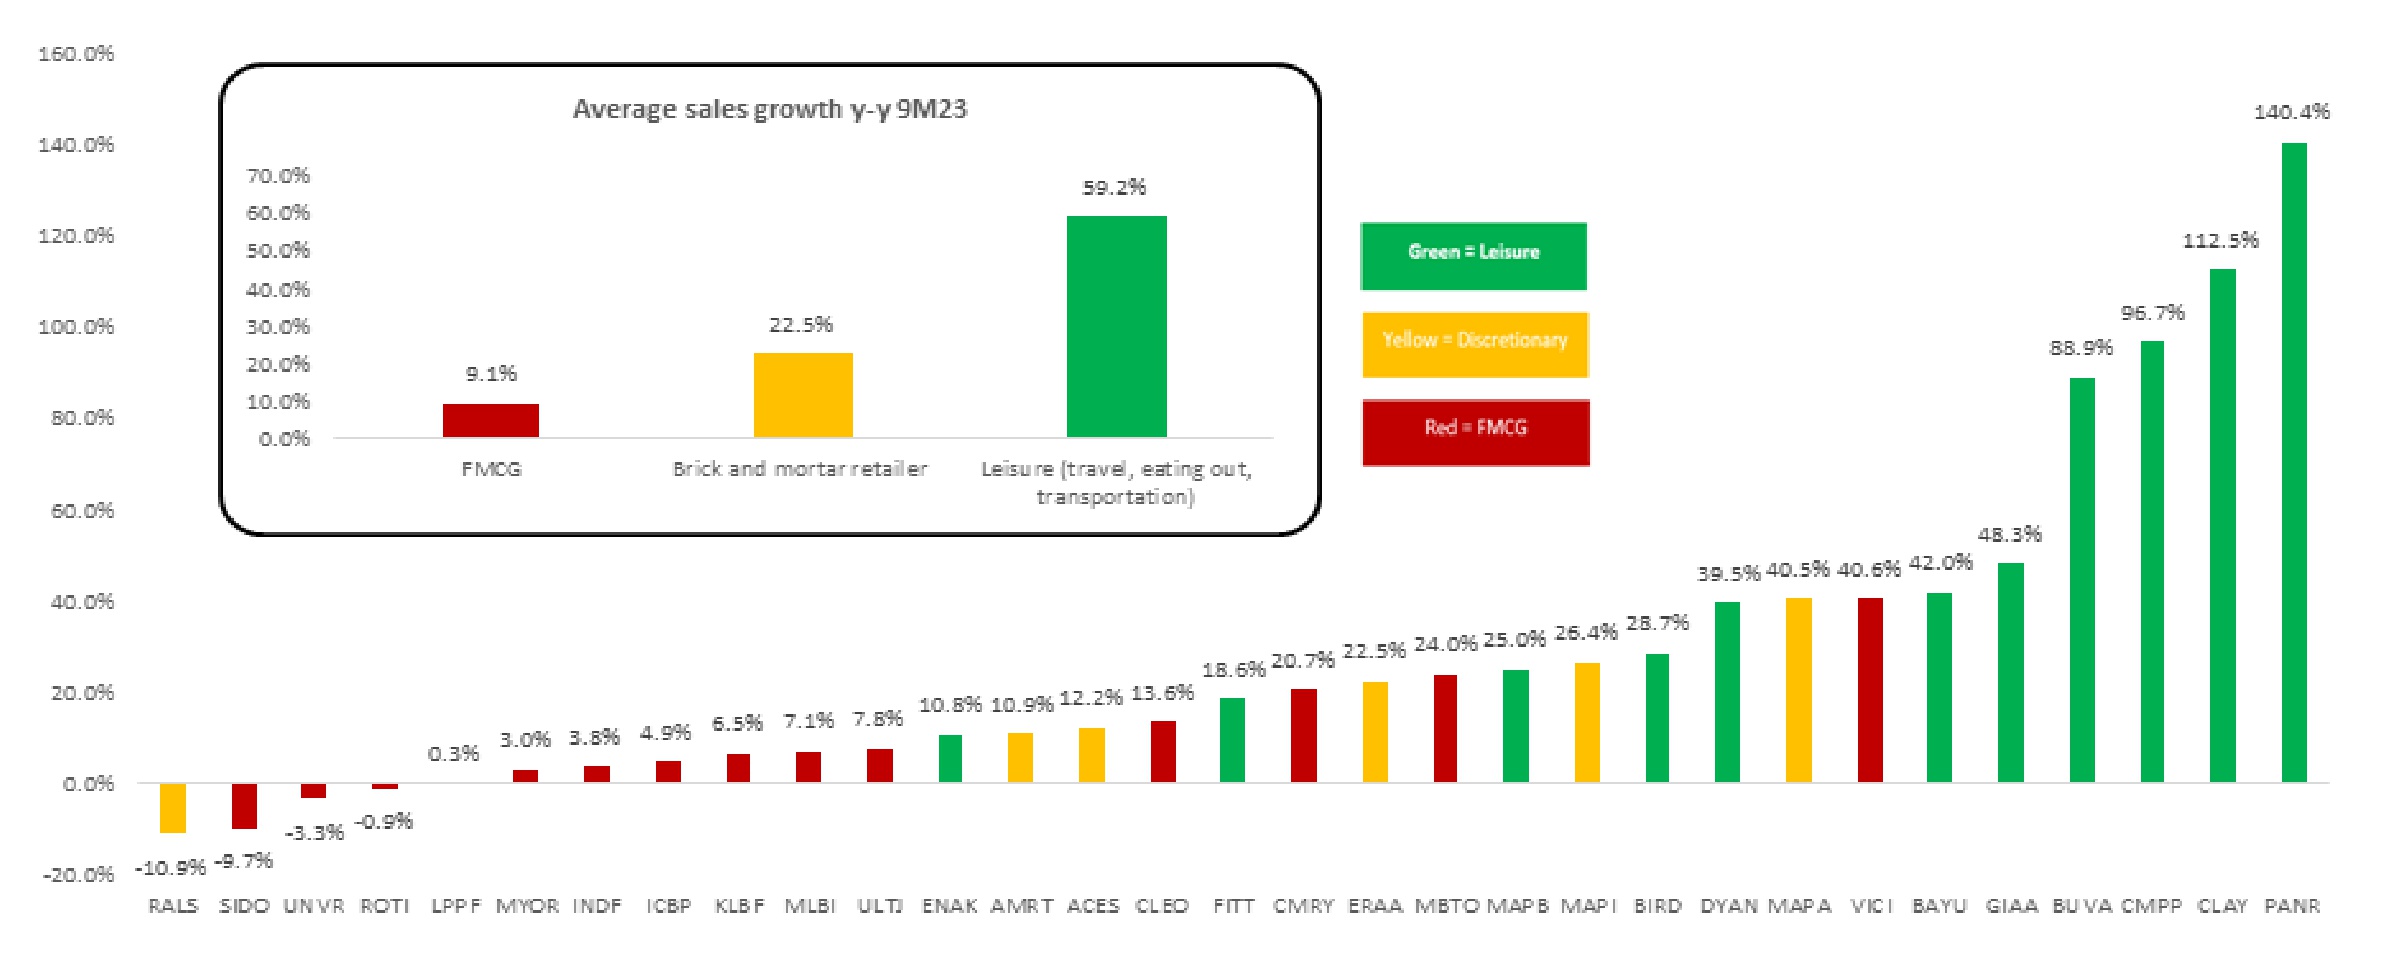 160.0%
140.0%
120.0%
100.0%
80.0%
60.0%
40.0%
20.0%
0.0%
-20.0%
Average sales growth y-y 9M23
70.0%
60.0%
50.0%
40.0%
30.0%
20.0%
10.0%
0.0%
9.1%
22.5%
59.2%
FMCG
Brick and mortar retailer
Leisure (travel, eating out,
transportation)
Green = Leisure
Yellow = Discretionary
Red = FMCG
-10.9% -9.7% -3.3% -0.9% 0.3% 3.0% 3.8% 4.9% 6.5% 7.1% 7.8% 10.8% 10.9% 12.2% 13.6% 18.6% 20.7% 22.5% 24.0% 25.0% 26.4% 28.7% 39.5% 40.5% 40.6% 42.0% 48.3% 88.9% 96.7% 112.5% 140.4%
RALS SIDO UNVR ROTI LPPF MYOR INDF ICBP KLBF MLBI ULTJ ENAK AMRT ACES CLEO FITT CMRY ERAA MBTO MAPB MAPI BIRD DYAN MAPA VICI BAYU GIAA BUVA CMPP CLAY PANR